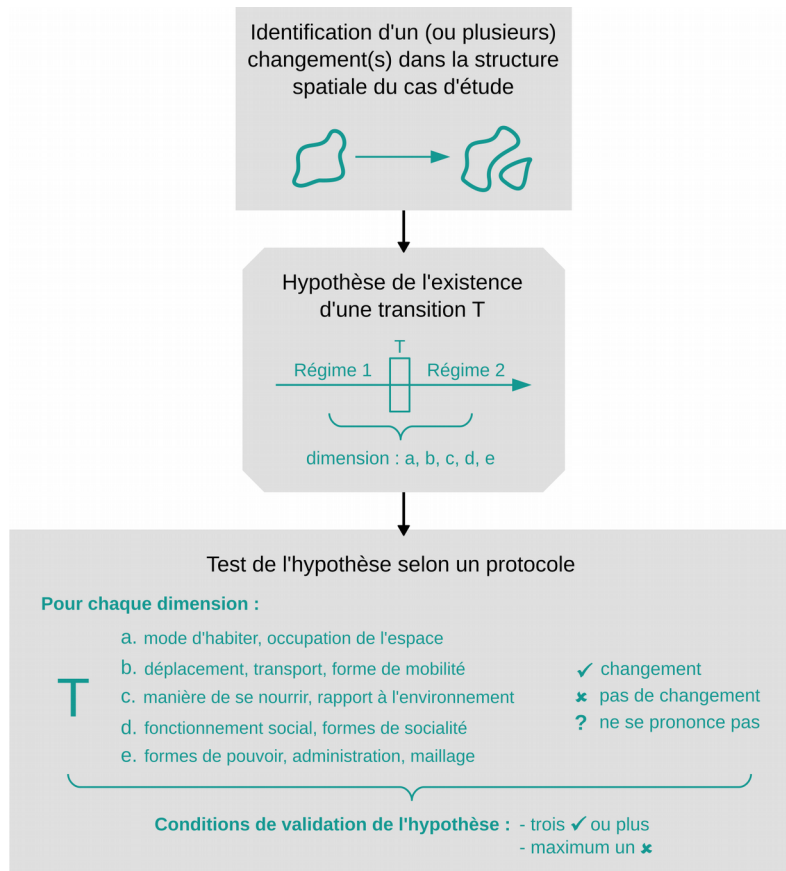 Identification d'un (ou plusieurs)
changement(s) dans la structure
spatiale du cas d'étude
Hypothèse de l'existence
d'une transition T
T
Régime 1
Régime 2
dimension : a, b, c, d, e
Test de l'hypothèse selon un protocole
Pour chaque dimension :
T
a. mode d'habiter, occupation de l'espace
b. déplacement, transport, forme de mobilité
c. manière de se nourrir, rapport à l'environnement
d. fonctionnement social, formes de socialité
e. formes de pouvoir, administration, maillage
✓ changement
✘ pas de changement
? ne se prononce pas
Conditions de validation de l'hypothèse : - trois ✓ ou plus
- maximum un ✘